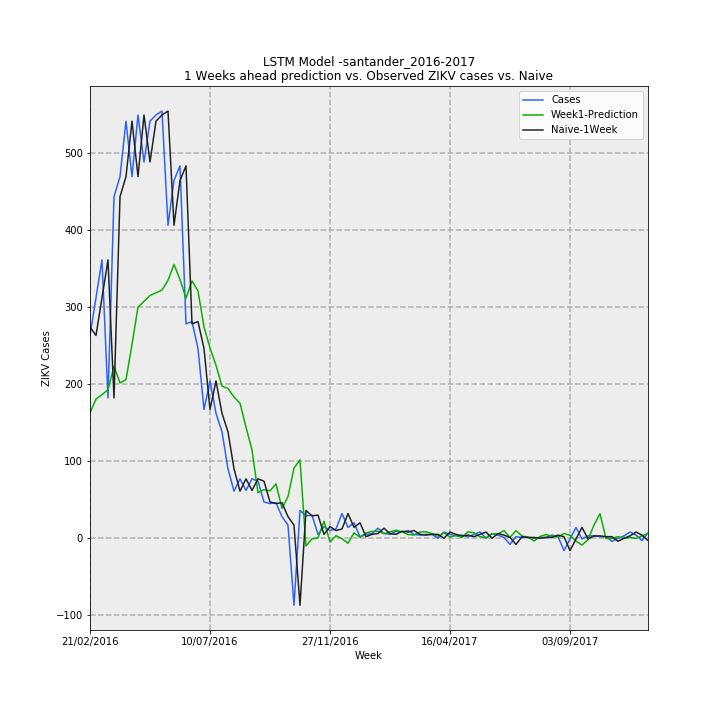 LSTM Model -santander_2016-2017
1 Weeks ahead prediction vs. Observed ZIKV cases vs. Naive
Cases
Week1-Prediction
Naive-1Week
500
400
300
200
100
0
−100
ZIKV Cases
21/02/2016
10/07/2016
27/11/2016
16/04/2017
03/09/2017
Week